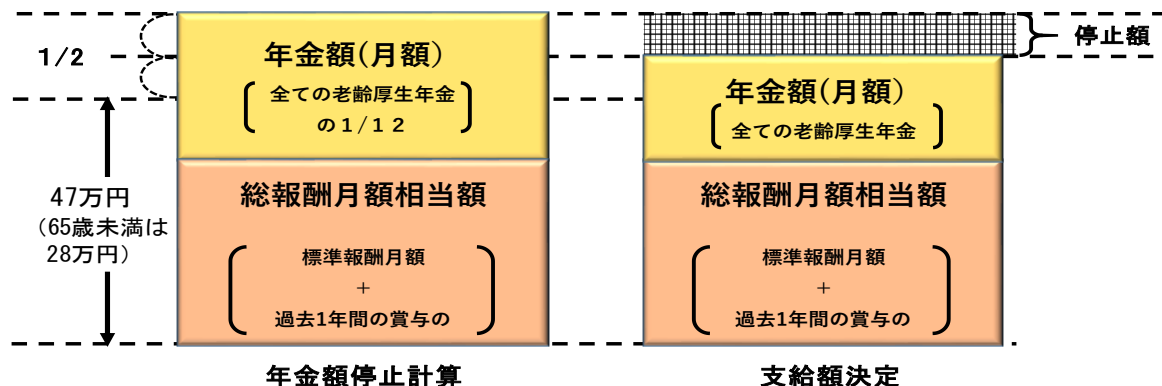 1/2
47万円
(65歳未満は
28万円)
年金額(月額)
全ての老齢厚生年金
の1/12
総報酬月額相当額
標準報酬月額
+
過去1年間の賞与の
年金額停止計算
停止額
年金額(月額)
全ての老齢厚生年金
総報酬月額相当額
標準報酬月額
+
過去1年間の賞与の
支給額決定